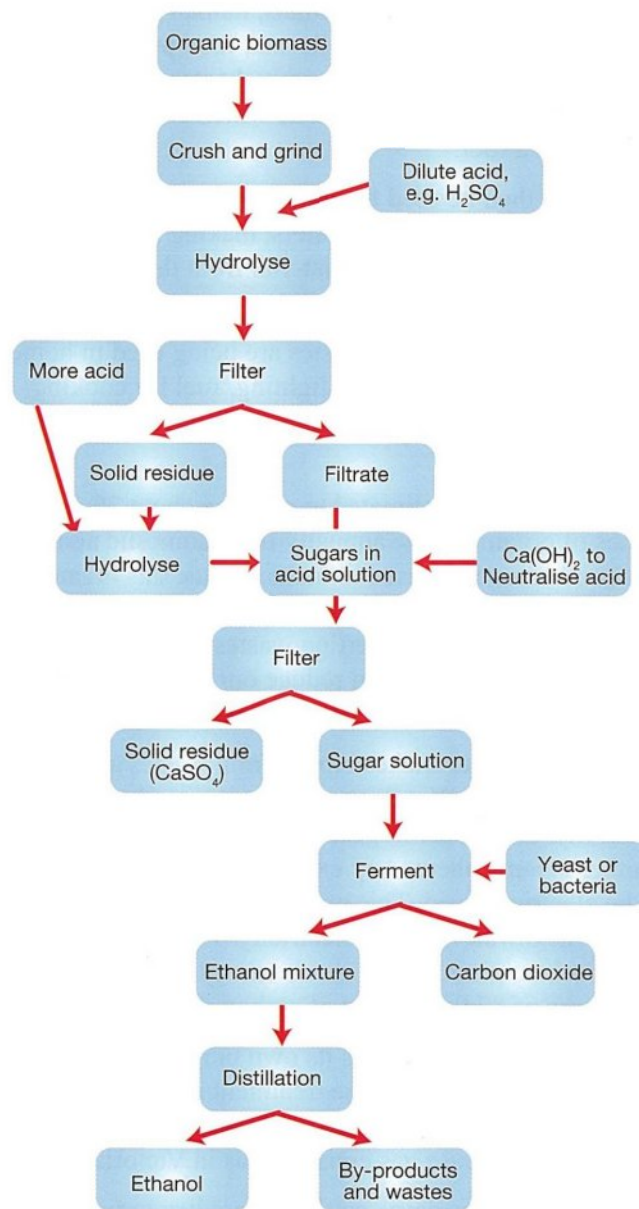 Organic biomass
Crush and grind
Dilute acid,
e.g. H₂SO₄
Hydrolyse
More acid
Filter
Solid residue
Filtrate
Hydrolyse
Sugars in
acid solution
Ca(OH)₂ to
Neutralise acid
Filter
Solid residue
(CaSO₄)
Sugar solution
Ferment
Yeast or
bacteria
Ethanol mixture
Carbon dioxide
Distillation
Ethanol
By-products
and wastes